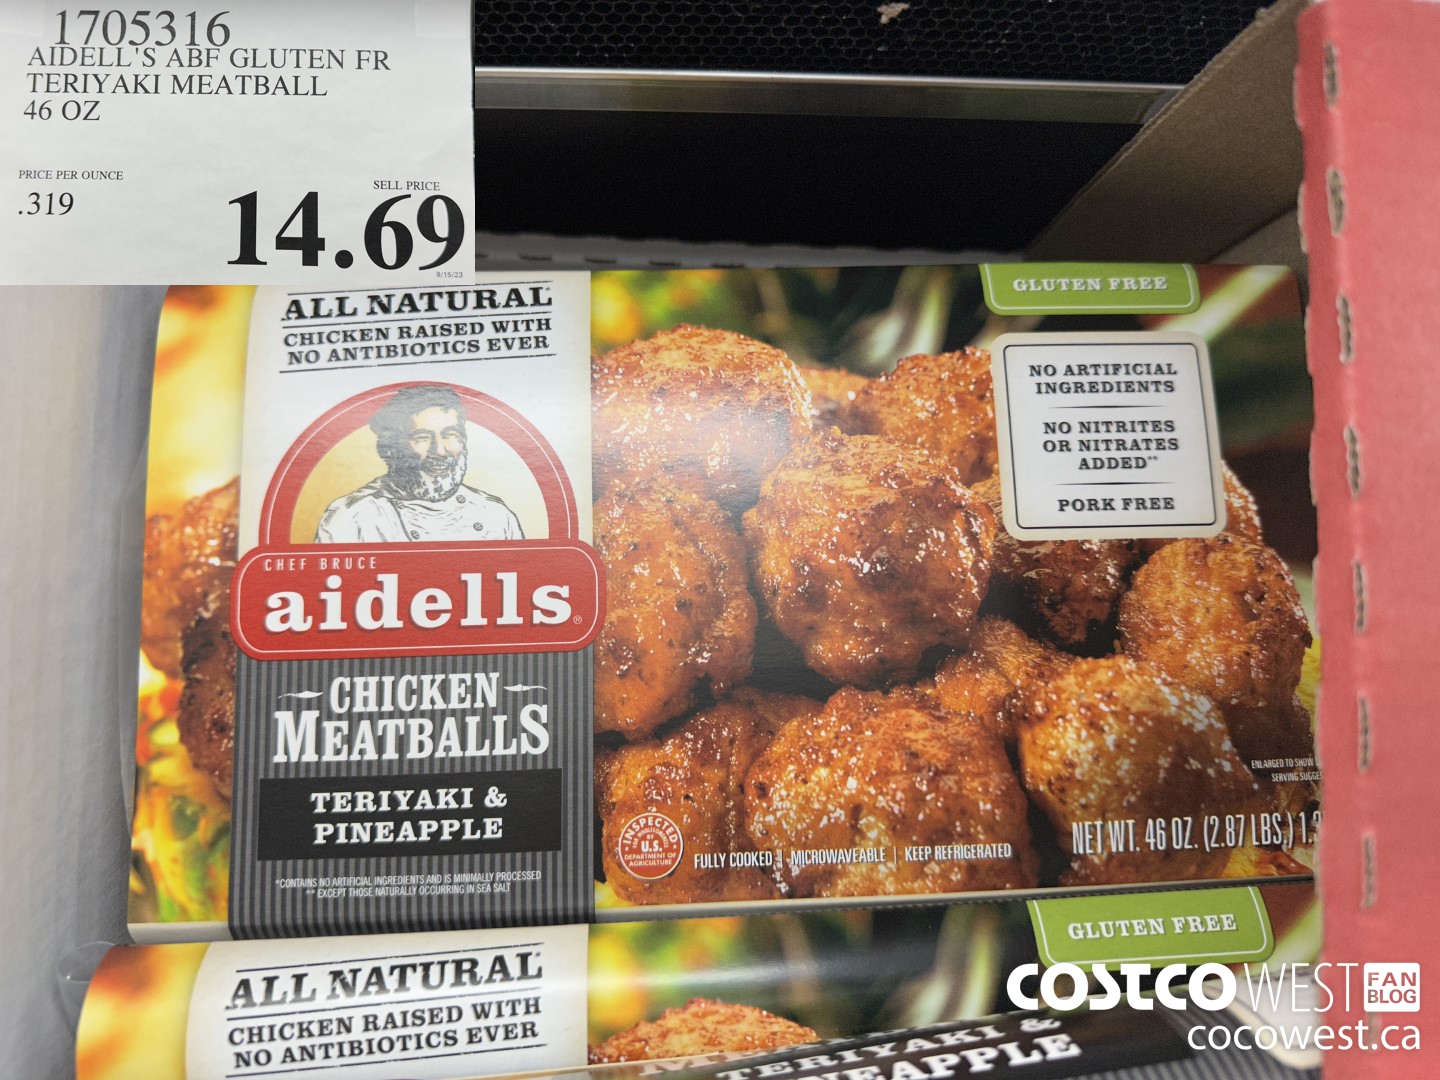 1705316
AIDELL'S ABF GLUTEN FR
TERIYAKI MEATBALL
46 OZ
PRICE PER OUNCE
.319
SELL PRICE
14.69
9/15/23
ALL NATURAL*
CHICKEN RAISED WITH
NO ANTIBIOTICS EVER
CHEF BRUCE
aidells®
CHICKEN
MEATBALLS
TERIYAKI &
PINEAPPLE
*CONTAINS NO ARTIFICIAL INGREDIENTS AND IS MINIMALLY PROCESSED
** EXCEPT THOSE NATURALLY OCCURRING IN SEA SALT
GLUTEN FREE
NO ARTIFICIAL
INGREDIENTS
NO NITRITES
OR NITRATES
ADDED**
PORK FREE
ENLARGED TO SHOW
SERVING
INSPECTED
FOR WHOLESOMENESS
BY
U.S.
DEPARTMENT OF
AGRICULTURE
FULLY COOKED | MICROWAVEABLE | KEEP REFRIGERATED
NET WT. 46 OZ. (2.87 LBS.)
GLUTEN FREE
ALL NATURAL*
CHICKEN RAISED WITH
NO ANTIBIOTICS EVER
TERIYAKI &
COSTCO WEST FAN
BLOG
cocowest.ca